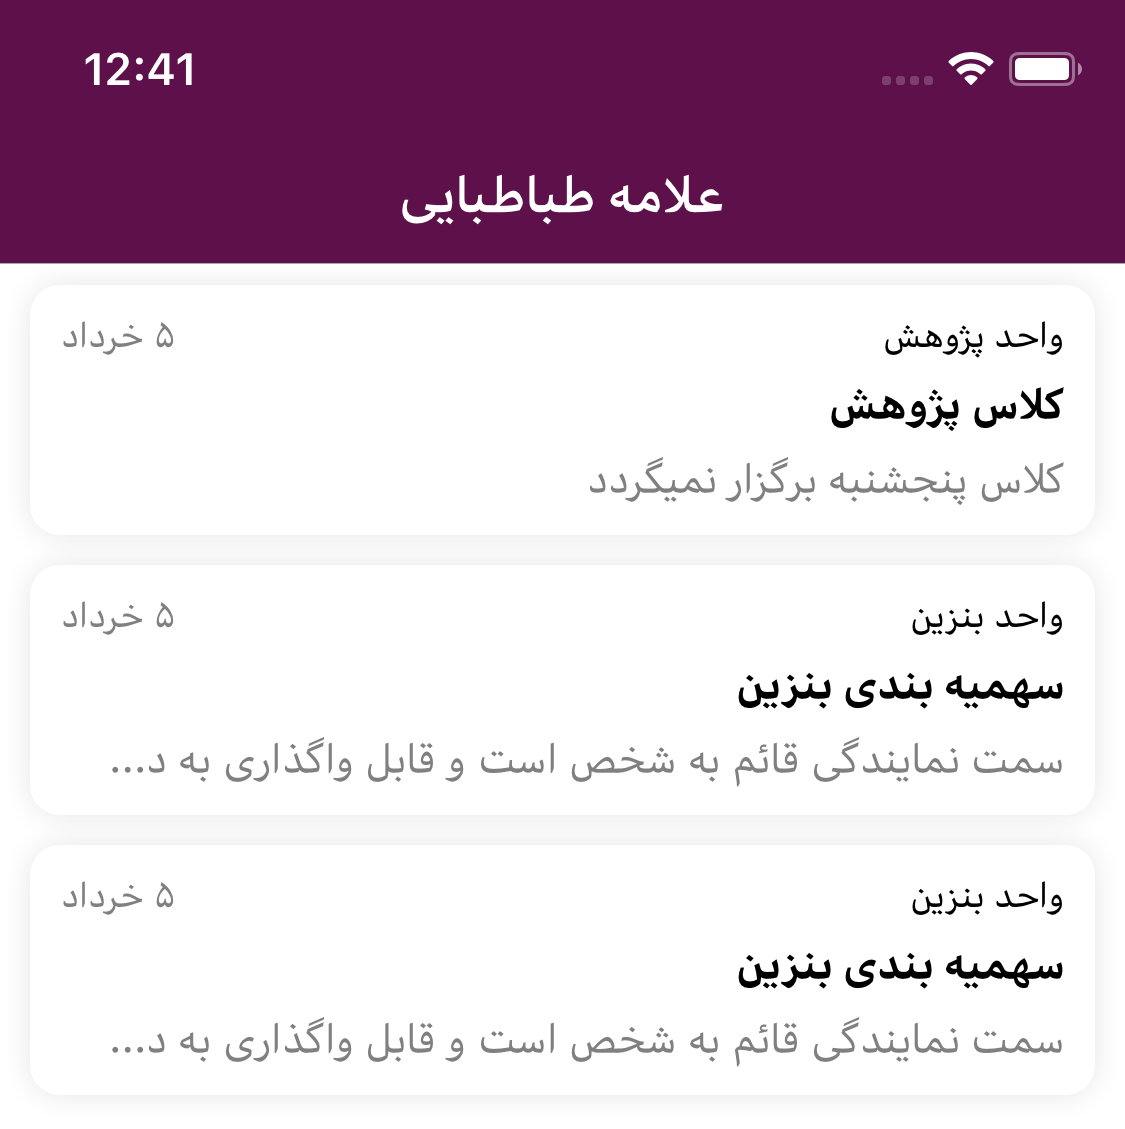 12:41
علامه طباطبایی
واحد پژوهش
۵ خرداد
کلاس پژوهش
کلاس پنجشنبه برگزار نمیگردد
واحد بنزین
۵ خرداد
سهمیه بندی بنزین
سمت نمایندگی قائم به شخص است و قابل واگذاری به د...
واحد بنزین
۵ خرداد
سهمیه بندی بنزین
سمت نمایندگی قائم به شخص است و قابل واگذاری به د...